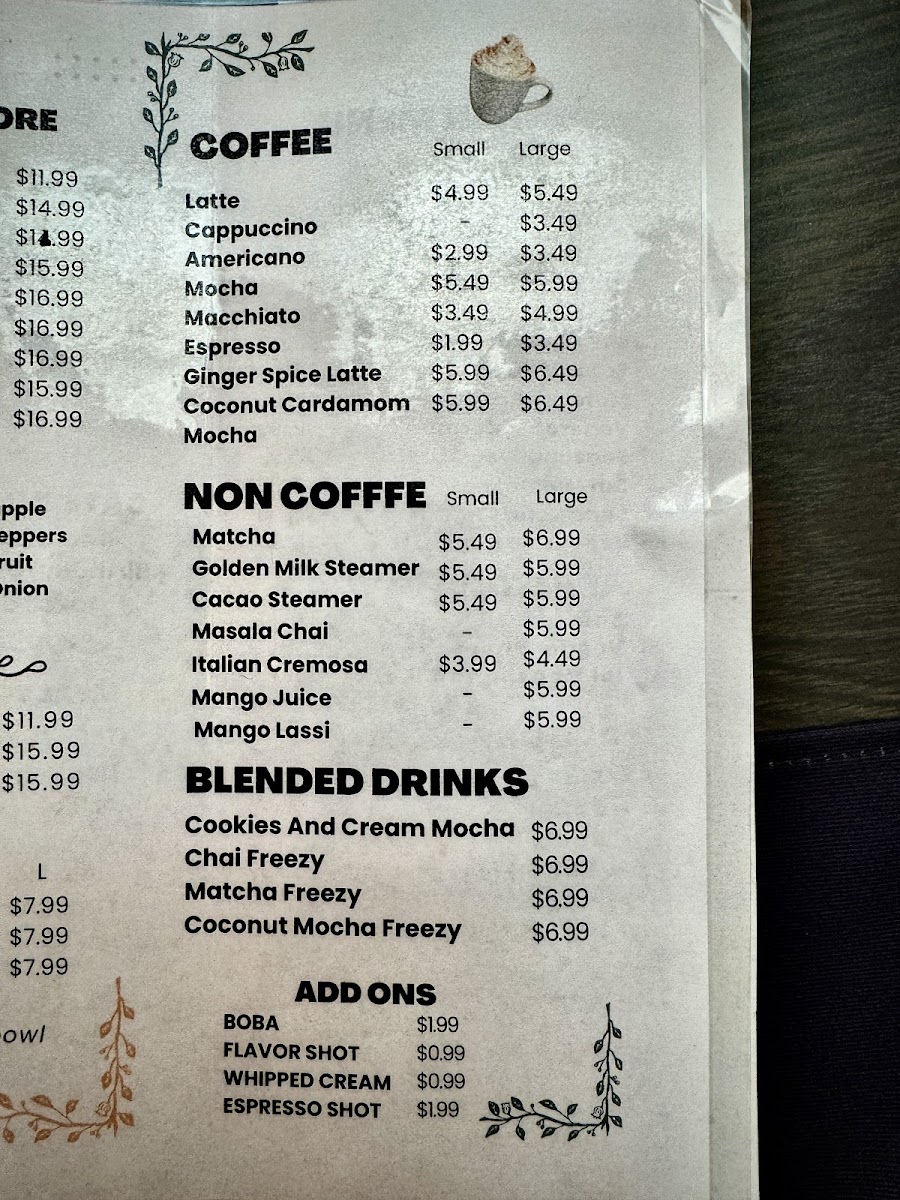 ORE
$11.99
$14.99
$14.99
$15.99
$16.99
$16.99
$16.99
$15.99
$16.99
pple
eppers
ruit
Onion
$11.99
$15.99
$15.99
L
$7.99
$7.99
$7.99
bowl
COFFEE Small Large
Latte $4.99 $5.49
Cappuccino - $3.49
Americano $2.99 $3.49
Mocha $5.49 $5.99
Macchiato $3.49 $4.99
Espresso $1.99 $3.49
Ginger Spice Latte $5.99 $6.49
Coconut Cardamom $5.99 $6.49
Mocha
NON COFFFE Small Large
Matcha $5.49 $6.99
Golden Milk Steamer $5.49 $5.99
Cacao Steamer $5.49 $5.99
Masala Chai - $5.99
Italian Cremosa $3.99 $4.49
Mango Juice - $5.99
Mango Lassi - $5.99
BLENDED DRINKS
Cookies And Cream Mocha $6.99
Chai Freezy $6.99
Matcha Freezy $6.99
Coconut Mocha Freezy $6.99
ADD ONS
BOBA $1.99
FLAVOR SHOT $0.99
WHIPPED CREAM $0.99
ESPRESSO SHOT $1.99